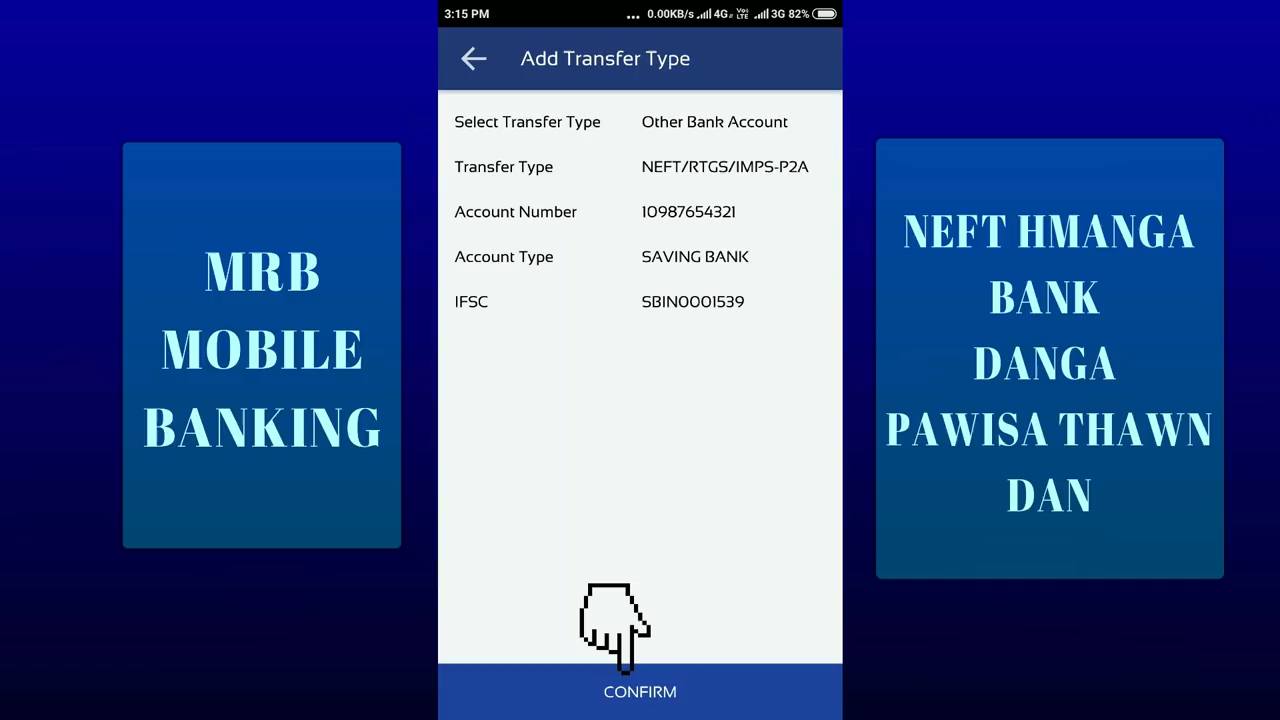 MRB
MOBILE
BANKING
3:15 PM ... 0.00KB/s 4G Vo LTE 3G 82%
Add Transfer Type
Select Transfer Type Other Bank Account
Transfer Type NEFT/RTGS/IMPS-P2A
Account Number 10987654321
Account Type SAVING BANK
IFSC SBIN0001539
CONFIRM
NEFT HMANGA
BANK
DANGA
PAWISA THAWN
DAN